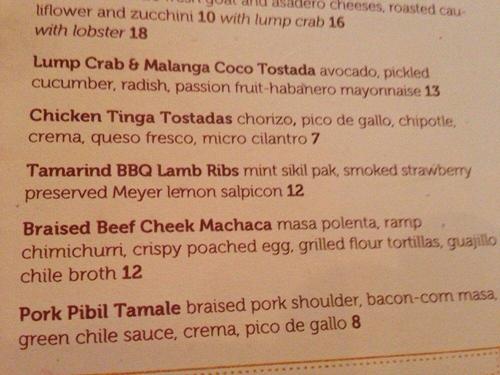 fresh goat and asadero cheeses, roasted cau-
liflower and zucchini 10 with lump crab 16
with lobster 18
Lump Crab & Malanga Coco Tostada avocado, pickled
cucumber, radish, passion fruit-habañero mayonnaise 13
Chicken Tinga Tostadas chorizo, pico de gallo, chipotle,
crema, queso fresco, micro cilantro 7
Tamarind BBQ Lamb Ribs mint sikil pak, smoked strawberry
preserved Meyer lemon salpicon 12
Braised Beef Cheek Machaca masa polenta, ramp
chimichurri, crispy poached egg, grilled flour tortillas, guajillo
chile broth 12
Pork Pibil Tamale braised pork shoulder, bacon-corn masa,
green chile sauce, crema, pico de gallo 8